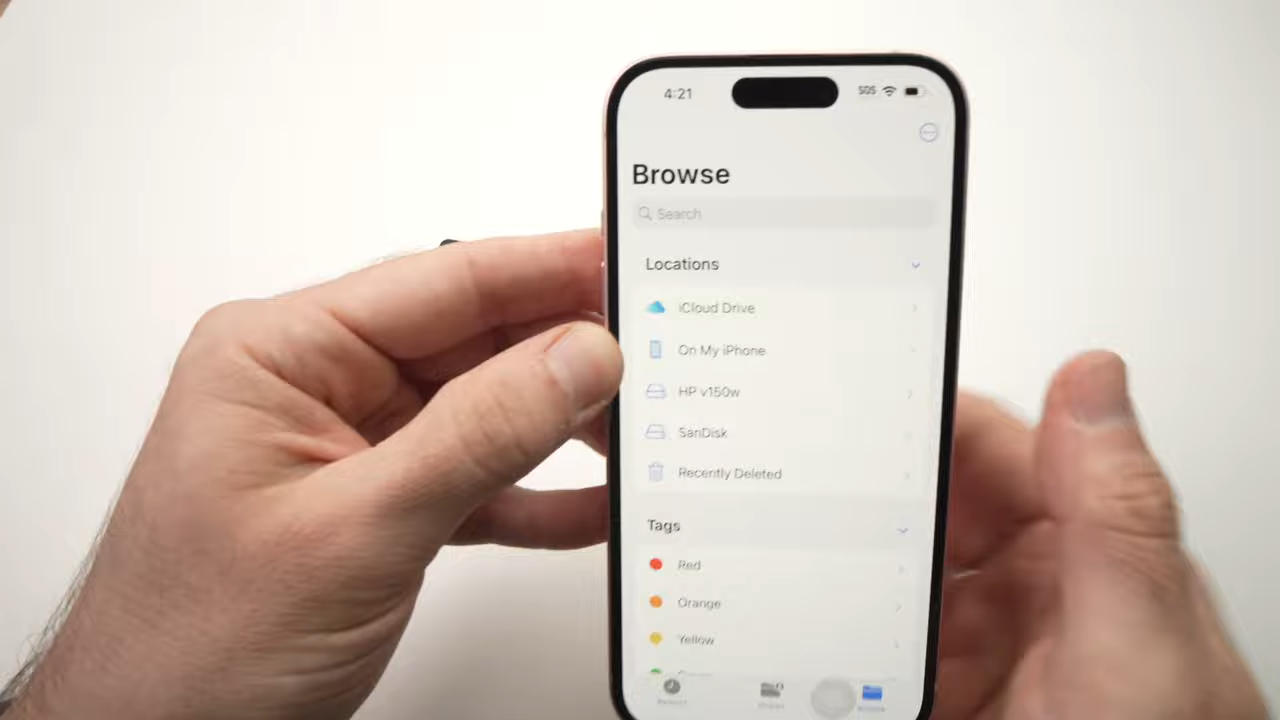 4:21
SOS
Browse
Search
Locations
iCloud Drive
On My iPhone
HP v150w
SanDisk
Recently Deleted
Tags
Red
Orange
Yellow